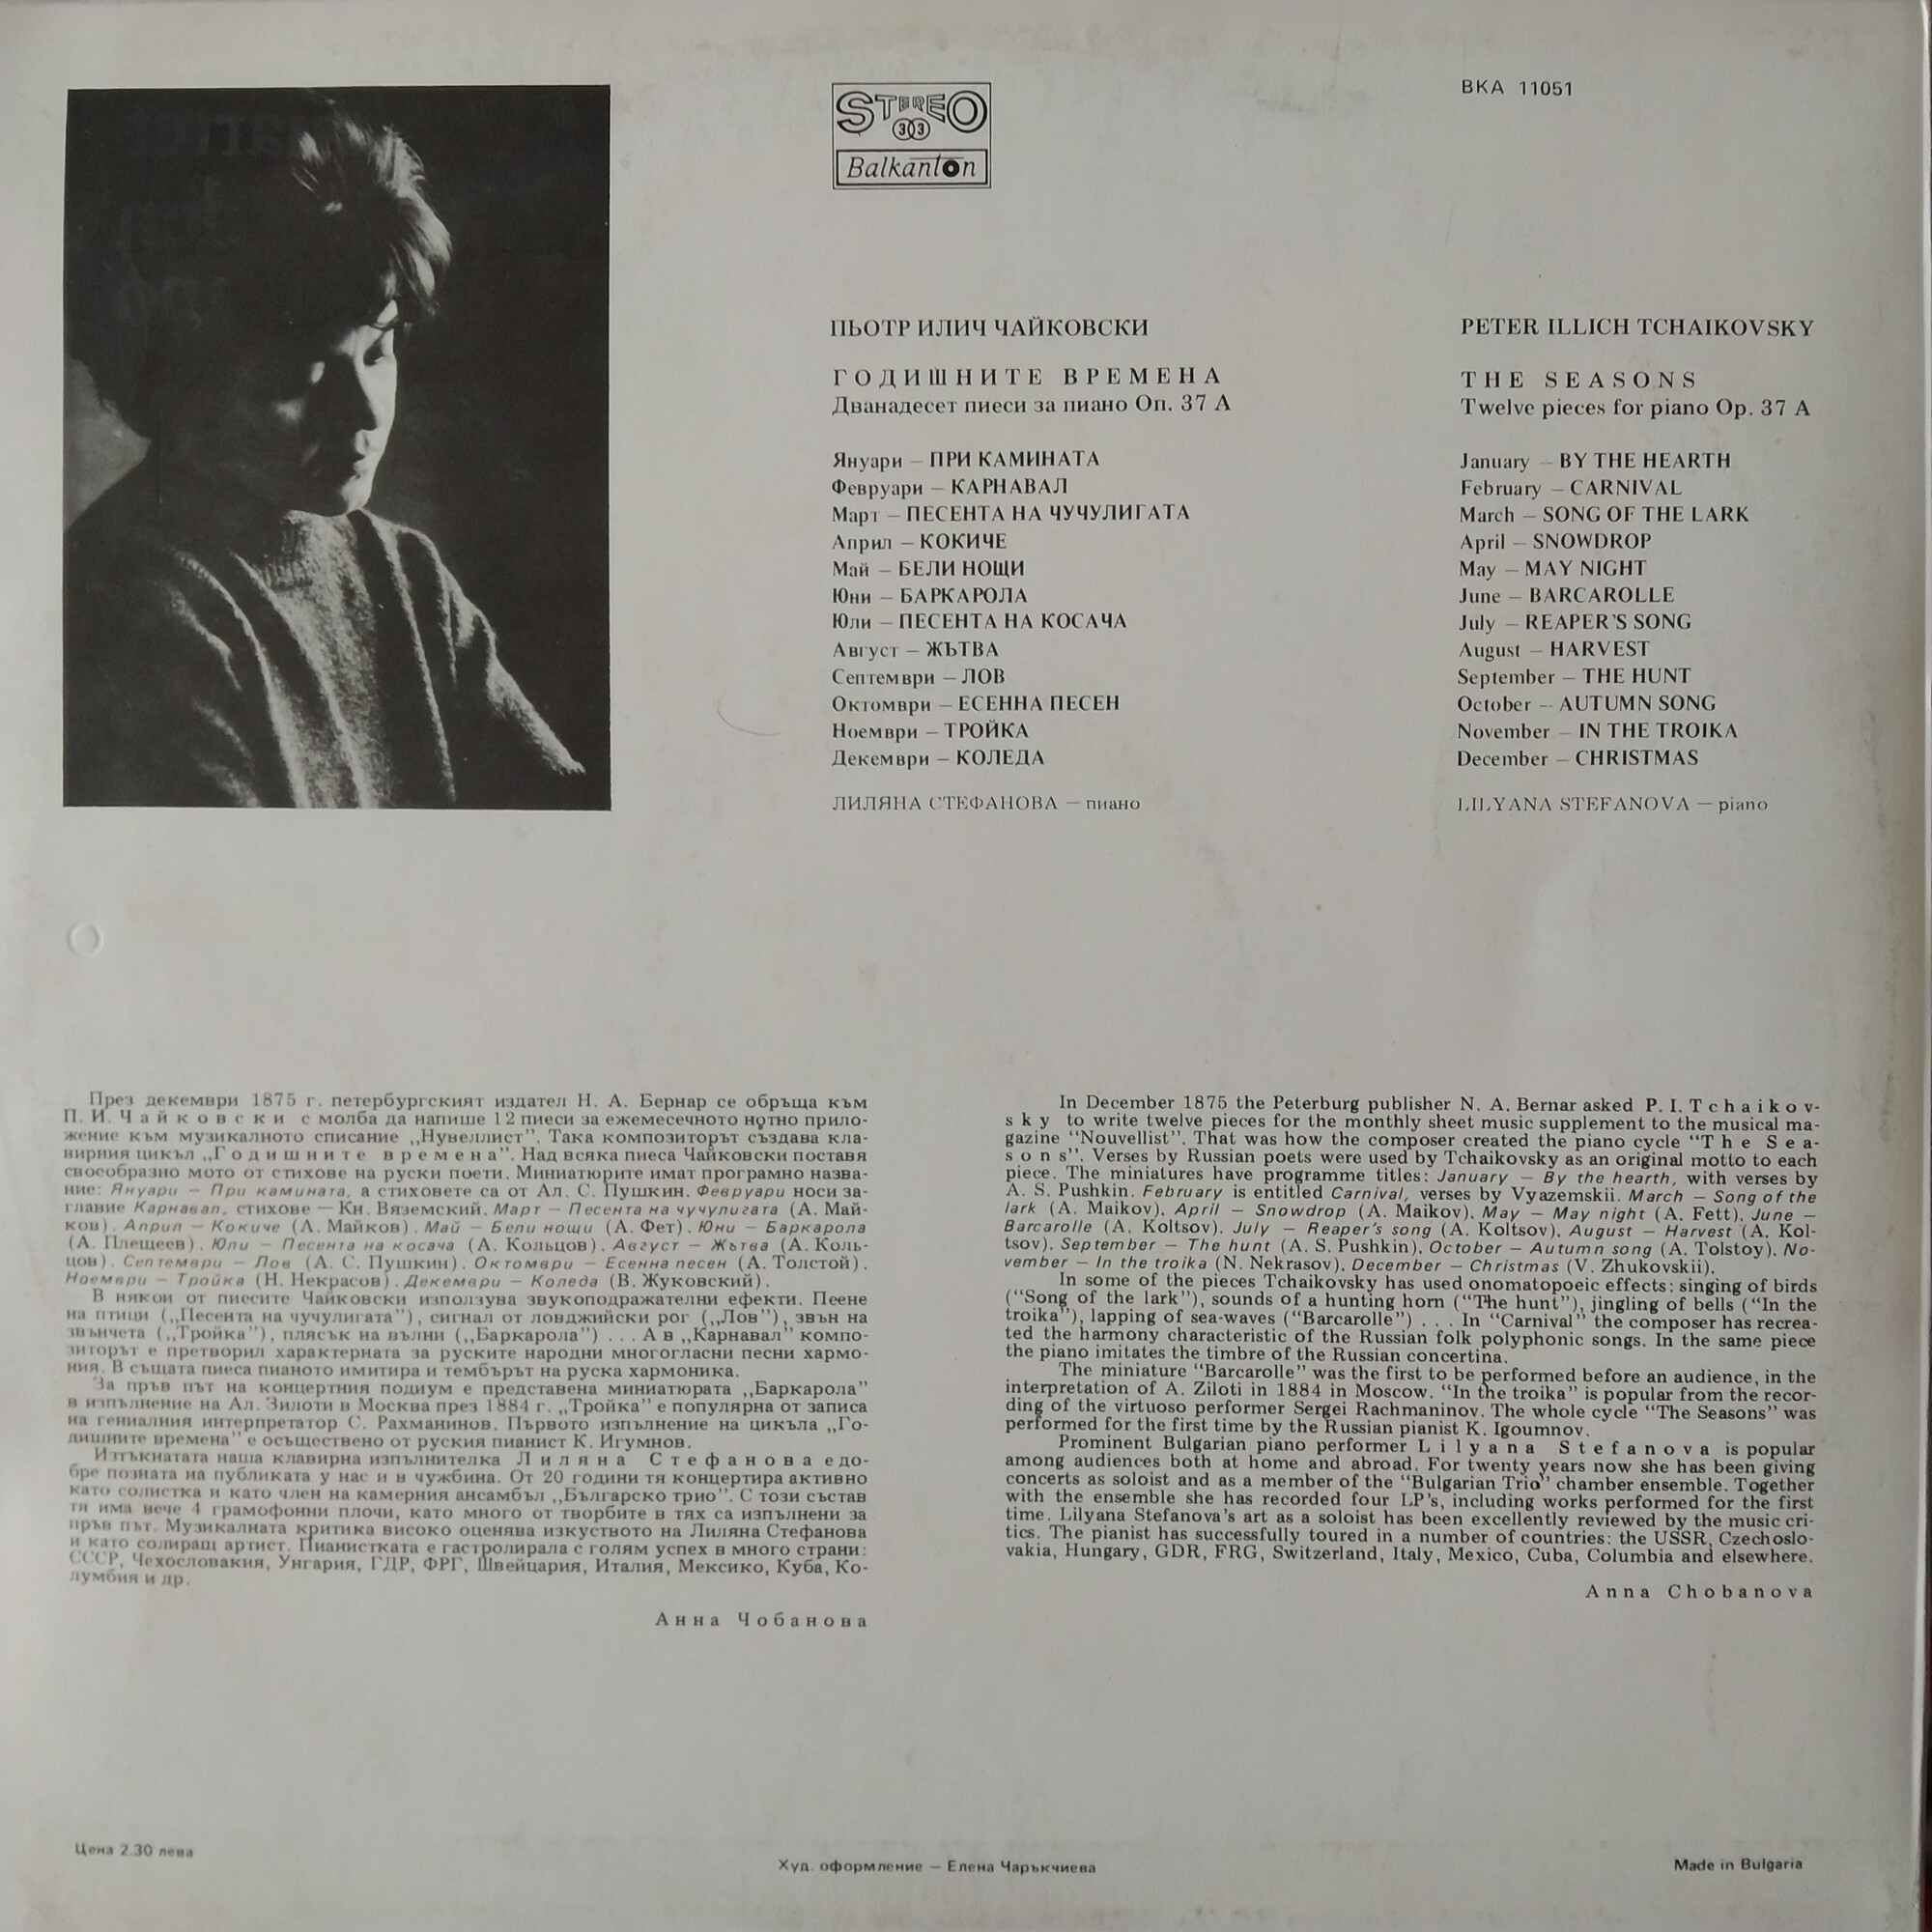 STEREO
33
Balkanton
BKA 11051
ПЬОТР ИЛИЧ ЧАЙКОВСКИ
ГОДИШНИТЕ ВРЕМЕНА
Дванадесет пиеси за пиано Оп. 37 А
Януари – ПРИ КАМИНАТА
Февруари – КАРНАВАЛ
Март – ПЕСЕНТА НА ЧУЧУЛИГАТА
Април – КОКИЧЕ
Май – БЕЛИ НОЩИ
Юни – БАРКАРОЛА
Юли – ПЕСЕНТА НА КОСАЧА
Август – ЖЪТВА
Септември – ЛОВ
Октомври – ЕСЕННА ПЕСЕН
Ноември – ТРОЙКА
Декември – КОЛЕДА
ЛИЛЯНА СТЕФАНОВА – пиано
PETER ILLICH TCHAIKOVSKY
THE SEASONS
Twelve pieces for piano Op. 37 A
January – BY THE HEARTH
February – CARNIVAL
March – SONG OF THE LARK
April – SNOWDROP
May – MAY NIGHT
June – BARCAROLLE
July – REAPER'S SONG
August – HARVEST
September – THE HUNT
October – AUTUMN SONG
November – IN THE TROIKA
December – CHRISTMAS
LILYANA STEFANOVA – piano
През декември 1875 г. петербургският издател Н. А. Бернар се обръща към
П. И. Чайковски с молба да напише 12 пиеси за ежемесечното нотно прило-
жение към музикалното списание „Нувеллист”. Така композиторът създава кла-
вирния цикъл „Годишните времена”. Над всяка пиеса Чайковски поставя
своеобразно мото от стихове на руски поети. Миниатюрите имат програмно назва-
ние: Януари – При камината, а стиховете са от Ал. С. Пушкин. Февруари носи за-
главие Карнавал, стихове – Кн. Вяземский. Март – Песента на чучулигата (А. Май-
ков). Април – Кокиче (А. Майков). Май – Бели нощи (А. Фет). Юни – Баркарола
(А. Плещеев). Юли – Песента на косача (А. Кольцов). Август – Жътва (А. Коль-
цов). Септември – Лов (А. С. Пушкин). Октомври – Есенна песен (А. Толстой).
Ноември – Тройка (Н. Некрасов). Декември – Коледа (В. Жуковский).
В някои от пиесите Чайковски използува звукоподражателни ефекти. Пеене
на птици („Песента на чучулигата”), сигнал от ловджийски рог („Лов”), звън на
звънчета („Тройка”), плясък на вълни („Баркарола”) . . . А в „Карнавал” компо-
зиторът е претворил характерната за руските народни многогласни песни хармо-
ния. В същата пиеса пианото имитира и тембърът на руска хармоника.
За пръв път на концертния подиум е представена миниатюрата „Баркарола”
в изпълнение на Ал. Зилоти в Москва през 1884 г. „Тройка” е популярна от записа
на гениалния интерпретатор С. Рахманинов. Първото изпълнение на цикъла „Го-
дишните времена” е осъществено от руския пианист К. Игумнов.
Изтъкнатата наша клавирна изпълнителка Лиляна Стефанова е до-
бре позната на публиката у нас и в чужбина. От 20 години тя концертира активно
като солистка и като член на камерния ансамбъл „Българско трио”. С този състав
тя има вече 4 грамофонни плочи, като много от творбите в тях са изпълнени за
пръв път. Музикалната критика високо оценява изкуството на Лиляна Стефанова
и като солиращ артист. Пианистката е гастролирала с голям успех в много страни:
СССР, Чехословакия, Унгария, ГДР, ФРГ, Швейцария, Италия, Мексико, Куба, Ко-
лумбия и др.
Анна Чобанова
In December 1875 the Peterburg publisher N. A. Bernar asked P. I. Tchaikov-
sky to write twelve pieces for the monthly sheet music supplement to the musical ma-
gazine “Nouvellist”. That was how the composer created the piano cycle “The Sea-
sons”. Verses by Russian poets were used by Tchaikovsky as an original motto to each
piece. The miniatures have programme titles: January – By the hearth, with verses by
A. S. Pushkin. February is entitled Carnival, verses by Vyazemskii. March – Song of the
lark (A. Maikov). April – Snowdrop (A. Maikov). May – May night (A. Fett). June –
Barcarolle (A. Koltsov). July – Reaper's song (A. Koltsov). August – Harvest (A. Kol-
tsov). September – The hunt (A. S. Pushkin). October – Autumn song (A. Tolstoy). No-
vember – In the troika (N. Nekrasov). December – Christmas (V. Zhukovskii).
In some of the pieces Tchaikovsky has used onomatopoeic effects: singing of birds
(“Song of the lark”), sounds of a hunting horn (“The hunt”), jingling of bells (“In the
troika”), lapping of sea-waves (“Barcarolle”) . . . In “Carnival” the composer has recrea-
ted the harmony characteristic of the Russian folk polyphonic songs. In the same piece
the piano imitates the timbre of the Russian concertina.
The miniature “Barcarolle” was the first to be performed before an audience, in the
interpretation of A. Ziloti in 1884 in Moscow. “In the troika” is popular from the recor-
ding of the virtuoso performer Sergei Rachmaninov. The whole cycle “The Seasons” was
performed for the first time by the Russian pianist K. Igoumnov.
Prominent Bulgarian piano performer Lilyana Stefanova is popular
among audiences both at home and abroad. For twenty years now she has been giving
concerts as soloist and as a member of the “Bulgarian Trio” chamber ensemble. Together
with the ensemble she has recorded four LP's, including works performed for the first
time. Lilyana Stefanova's art as a soloist has been excellently reviewed by the music cri-
tics. The pianist has successfully toured in a number of countries: the USSR, Czechoslo-
vakia, Hungary, GDR, FRG, Switzerland, Italy, Mexico, Cuba, Columbia and elsewhere.
Anna Chobanova
Цена 2.30 лева
Худ. оформление – Елена Чаръкчиева
Made in Bulgaria